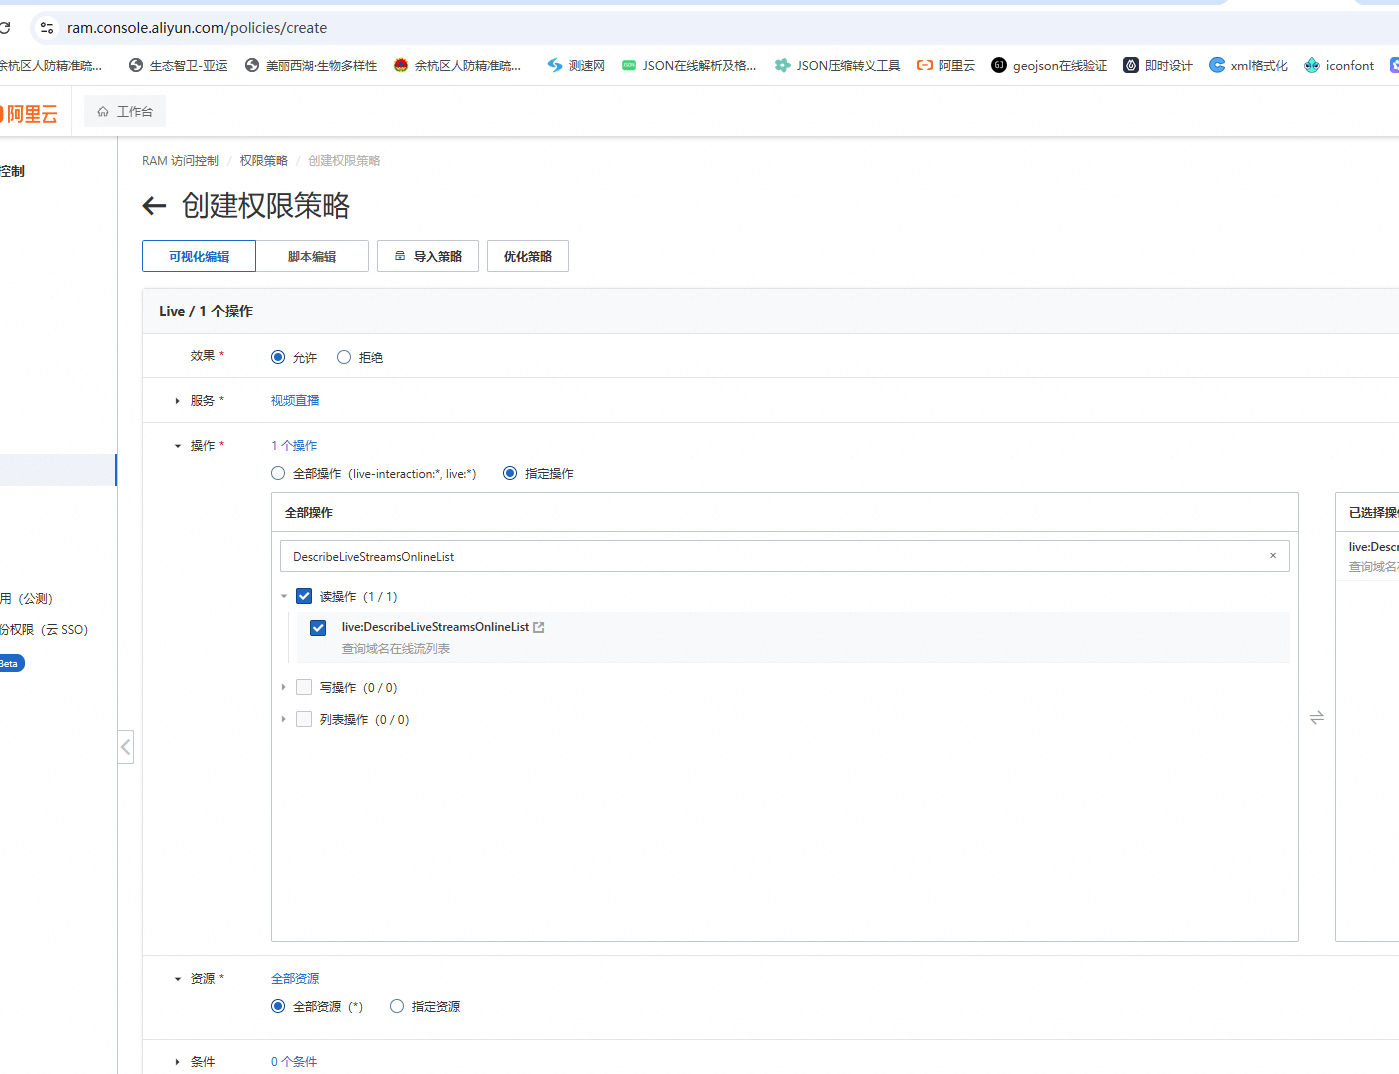 ram.console.aliyun.com/policies/create
余杭区人防精准疏... 生态智卫-亚运 美丽西湖·生物多样性 余杭区人防精准疏... 测速网 JSON在线解析及格... JSON压缩转义工具 阿里云 geojson在线验证 即时设计 xml格式化 iconfont
阿里云 工作台
控制
RAM 访问控制 / 权限策略 / 创建权限策略
创建权限策略
可视化编辑 脚本编辑 导入策略 优化策略
Live / 1 个操作
效果 * 允许 拒绝
服务 * 视频直播
操作 * 1 个操作
全部操作 (live-interaction:*, live:*) 指定操作
全部操作
已选择操
DescribeLiveStreamsOnlineList ×
live:Descr
查询域名
读操作 (1 / 1)
live:DescribeLiveStreamsOnlineList
查询域名在线流列表
写操作 (0 / 0)
列表操作 (0 / 0)
用（公测）
份权限（云 SSO）
Beta
资源 * 全部资源
全部资源 (*) 指定资源
条件 0 个条件